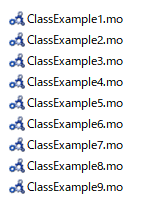 ClassExample1.mo
ClassExample2.mo
ClassExample3.mo
ClassExample4.mo
ClassExample5.mo
ClassExample6.mo
ClassExample7.mo
ClassExample8.mo
ClassExample9.mo